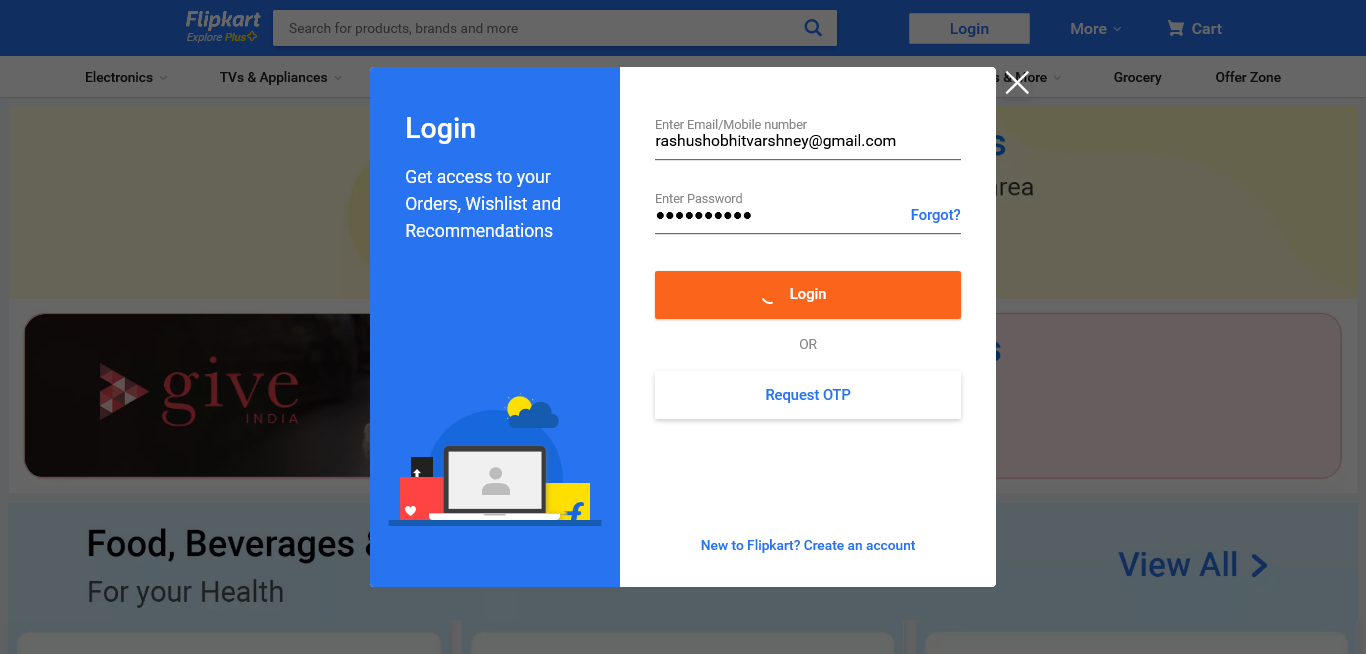 Flipkart
Explore Plus
Search for products, brands and more
Login
More
Cart
Electronics
TVs & Appliances
& More
Grocery
Offer Zone
Login
Get access to your
Orders, Wishlist and
Recommendations
Enter Email/Mobile number
rashushobhitvarshney@gmail.com
Enter Password
Forgot?
Login
OR
Request OTP
New to Flipkart? Create an account
give
INDIA
Food, Beverages
For your Health
View All